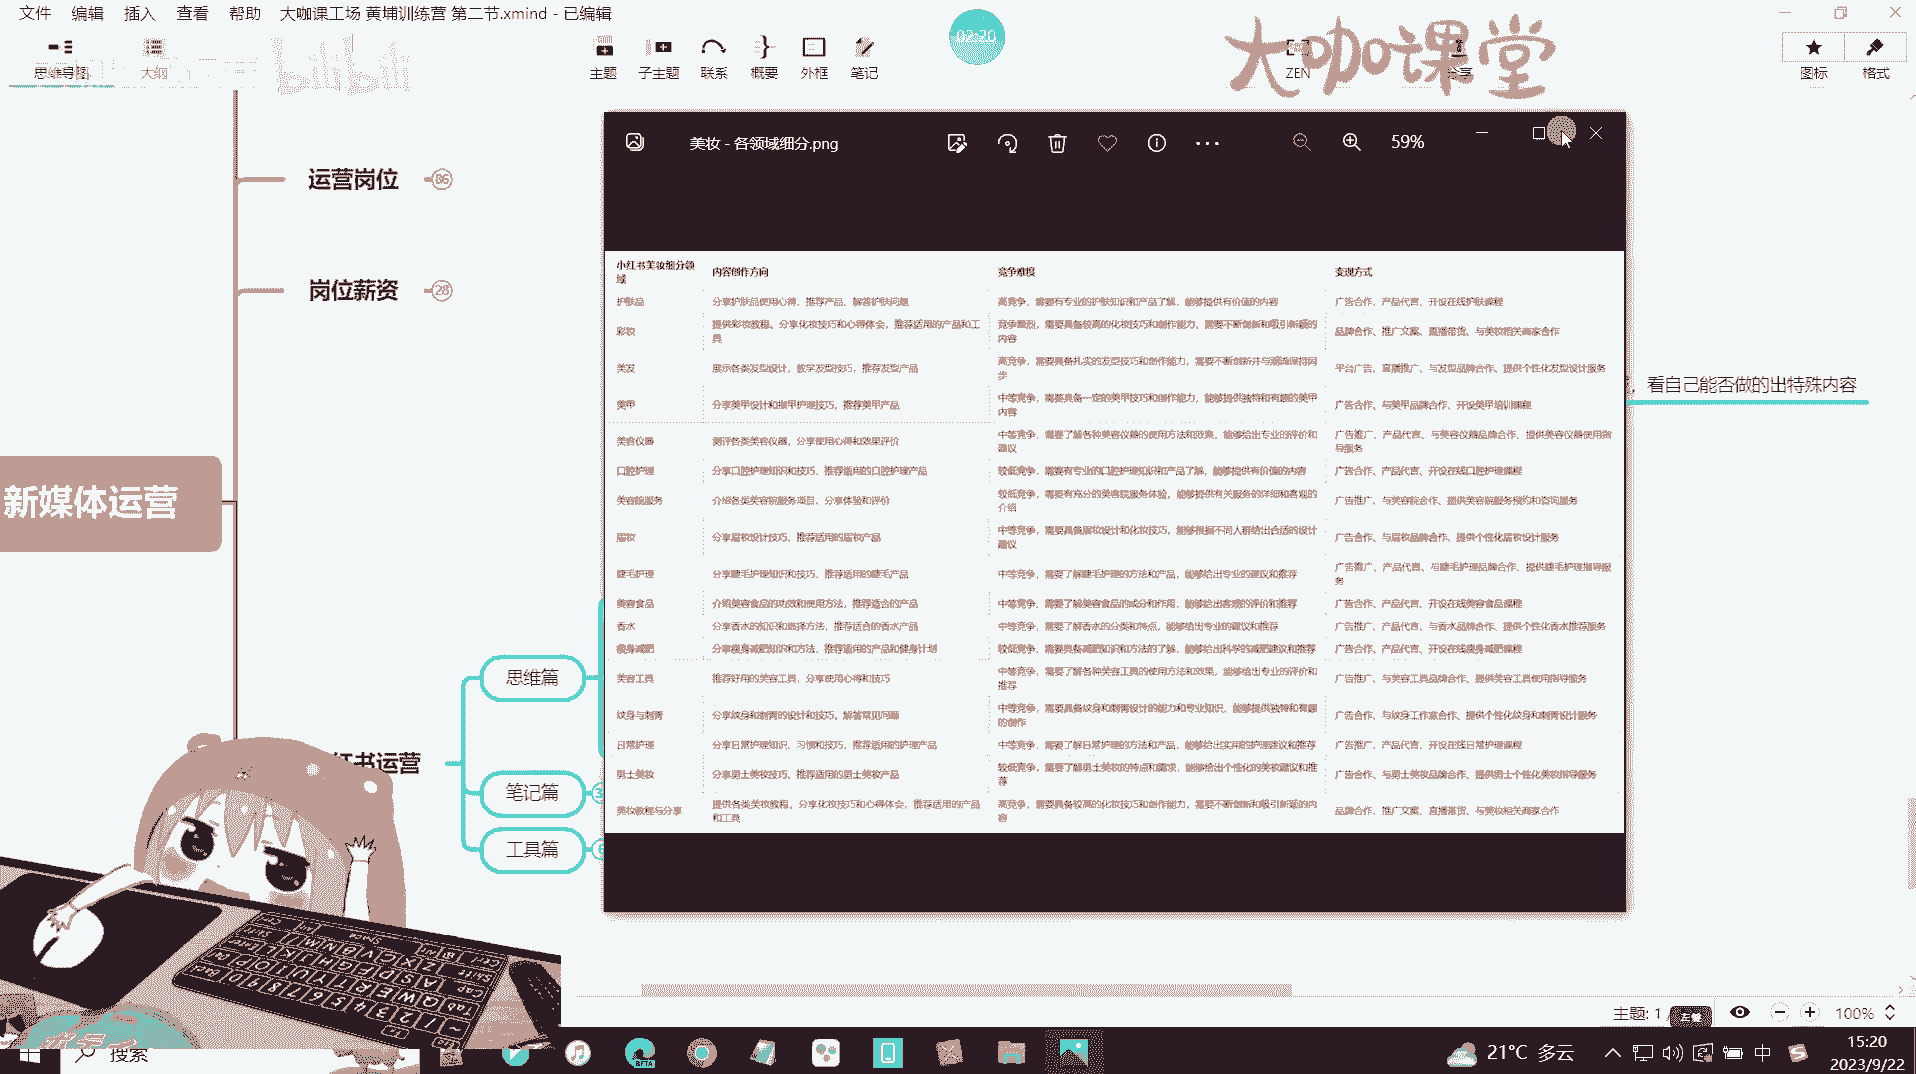 文件 编辑 插入 查看 帮助 大咖课工场 黄埔训练营 第二节.xmind - 已编辑
思维导图 大纲
bilibili
主题 子主题 联系 概要 外框 笔记
02:20
ZEN 分享
大咖课堂
图标 格式
运营岗位 86
岗位薪资 28
新媒体运营
红书运营
思维篇
笔记篇 3
工具篇
，看自己能否做的出特殊内容
美妆 - 各领域细分.png 59%
小红书美妆细分领域 内容创作方向 竞争难度 变现方式
护肤品 分享护肤品使用心得、推荐产品、解答护肤问题 高竞争，需要有专业的护肤知识和产品了解，能够提供有价值的内容 广告合作、产品代言、开设在线护肤课程
彩妆 提供彩妆教程、分享化妆技巧和心得体会，推荐适用的产品和工具 竞争激烈，需要具备较高的化妆技巧和创作能力，需要不断创新和吸引新颖的内容 品牌合作、推广文案、直播带货、与美妆相关商家合作
美发 展示各类发型设计，教学发型技巧，推荐发型产品 高竞争，需要具备扎实的发型技巧和创作能力，需要不断创新并与潮流保持同步 平台广告、直播推广、与发型品牌合作、提供个性化发型设计服务
美甲 分享美甲设计和指甲护理技巧，推荐美甲产品 中等竞争，需要具备一定的美甲技巧和创作能力，能够提供独特和有趣的美甲内容 广告合作、与美甲品牌合作、开设美甲培训课程
美容仪器 测评各类美容仪器，分享使用心得和效果评价 中等竞争，需要了解各种美容仪器的使用方法和效果，能够给出专业的评价和建议 广告推广、产品代言、与美容仪器品牌合作、提供美容仪器使用指导服务
口腔护理 分享口腔护理知识和技巧，推荐适用的口腔护理产品 较低竞争，需要有专业的口腔护理知识和产品了解，能够提供有价值的内容 广告合作、产品代言、开设在线口腔护理课程
美容院服务 介绍各类美容院服务项目、分享体验和评价 较低竞争，需要有充分的美容院服务体验，能够提供有关服务的详细和客观的介绍 广告推广、与美容院合作、提供美容院服务预约和咨询服务
眉妆 分享眉妆设计技巧、推荐适用的眉妆产品 中等竞争，需要具备眉妆设计和化妆技巧，能够根据不同人群给出合适的设计建议 广告合作、与眉妆品牌合作、提供个性化眉妆设计服务
睫毛护理 分享睫毛护理知识和技巧，推荐适用的睫毛产品 中等竞争，需要了解睫毛护理的方法和产品，能够给出专业的建议和推荐 广告推广、产品代言、与睫毛护理品牌合作、提供睫毛护理指导服务
美容食品 介绍美容食品的功效和使用方法，推荐适合的产品 中等竞争，需要了解美容食品的成分和作用，能够给出客观的评价和推荐 广告合作、产品代言、开设在线美容食品课程
香水 分享香水的知识和选择方法，推荐适合的香水产品 中等竞争，需要了解香水的分类和特点，能够给出专业的建议和推荐 广告推广、产品代言、与香水品牌合作、提供个性化香水推荐服务
瘦身减肥 分享瘦身减肥知识和方法，推荐适用的产品和健身计划 较低竞争，需要具备减肥知识和方法的了解，能够给出科学的减肥建议和推荐 广告合作、产品代言、开设在线瘦身减肥课程
美容工具 推荐好用的美容工具，分享使用心得和技巧 中等竞争，需要了解各种美容工具的使用方法和效果，能够给出专业的评价和推荐 广告推广、与美容工具品牌合作、提供美容工具使用指导服务
纹身与刺青 分享纹身和刺青的设计和技巧，解答常见问题 中等竞争，需要具备纹身和刺青设计的能力和专业知识，能够提供独特和有趣的创作 广告合作、与纹身工作室合作、提供个性化纹身和刺青设计服务
日常护理 分享日常护理知识、习惯和技巧，推荐适用的护理产品 中等竞争，需要了解日常护理的方法和产品，能够给出实用的护理建议和推荐 广告推广、产品代言、开设在线日常护理课程
男士美妆 分享男士美妆技巧、推荐适用的男士美妆产品 较低竞争，需要了解男士美妆的特点和需求，能够给出个性化的美妆建议和推荐 广告合作、与男士美妆品牌合作、提供男士个性化美妆指导服务
美妆教程与分享 提供各类美妆教程，分享化妆技巧和心得体会，推荐适用的产品和工具 高竞争，需要具备较高的化妆技巧和创作能力，需要不断创新和吸引新颖的内容 品牌合作、推广文案、直播带货、与美妆相关商家合作
主题: 1 / 左键 100%
搜索
BETA
21°C 多云 中
15:20
2023/9/22